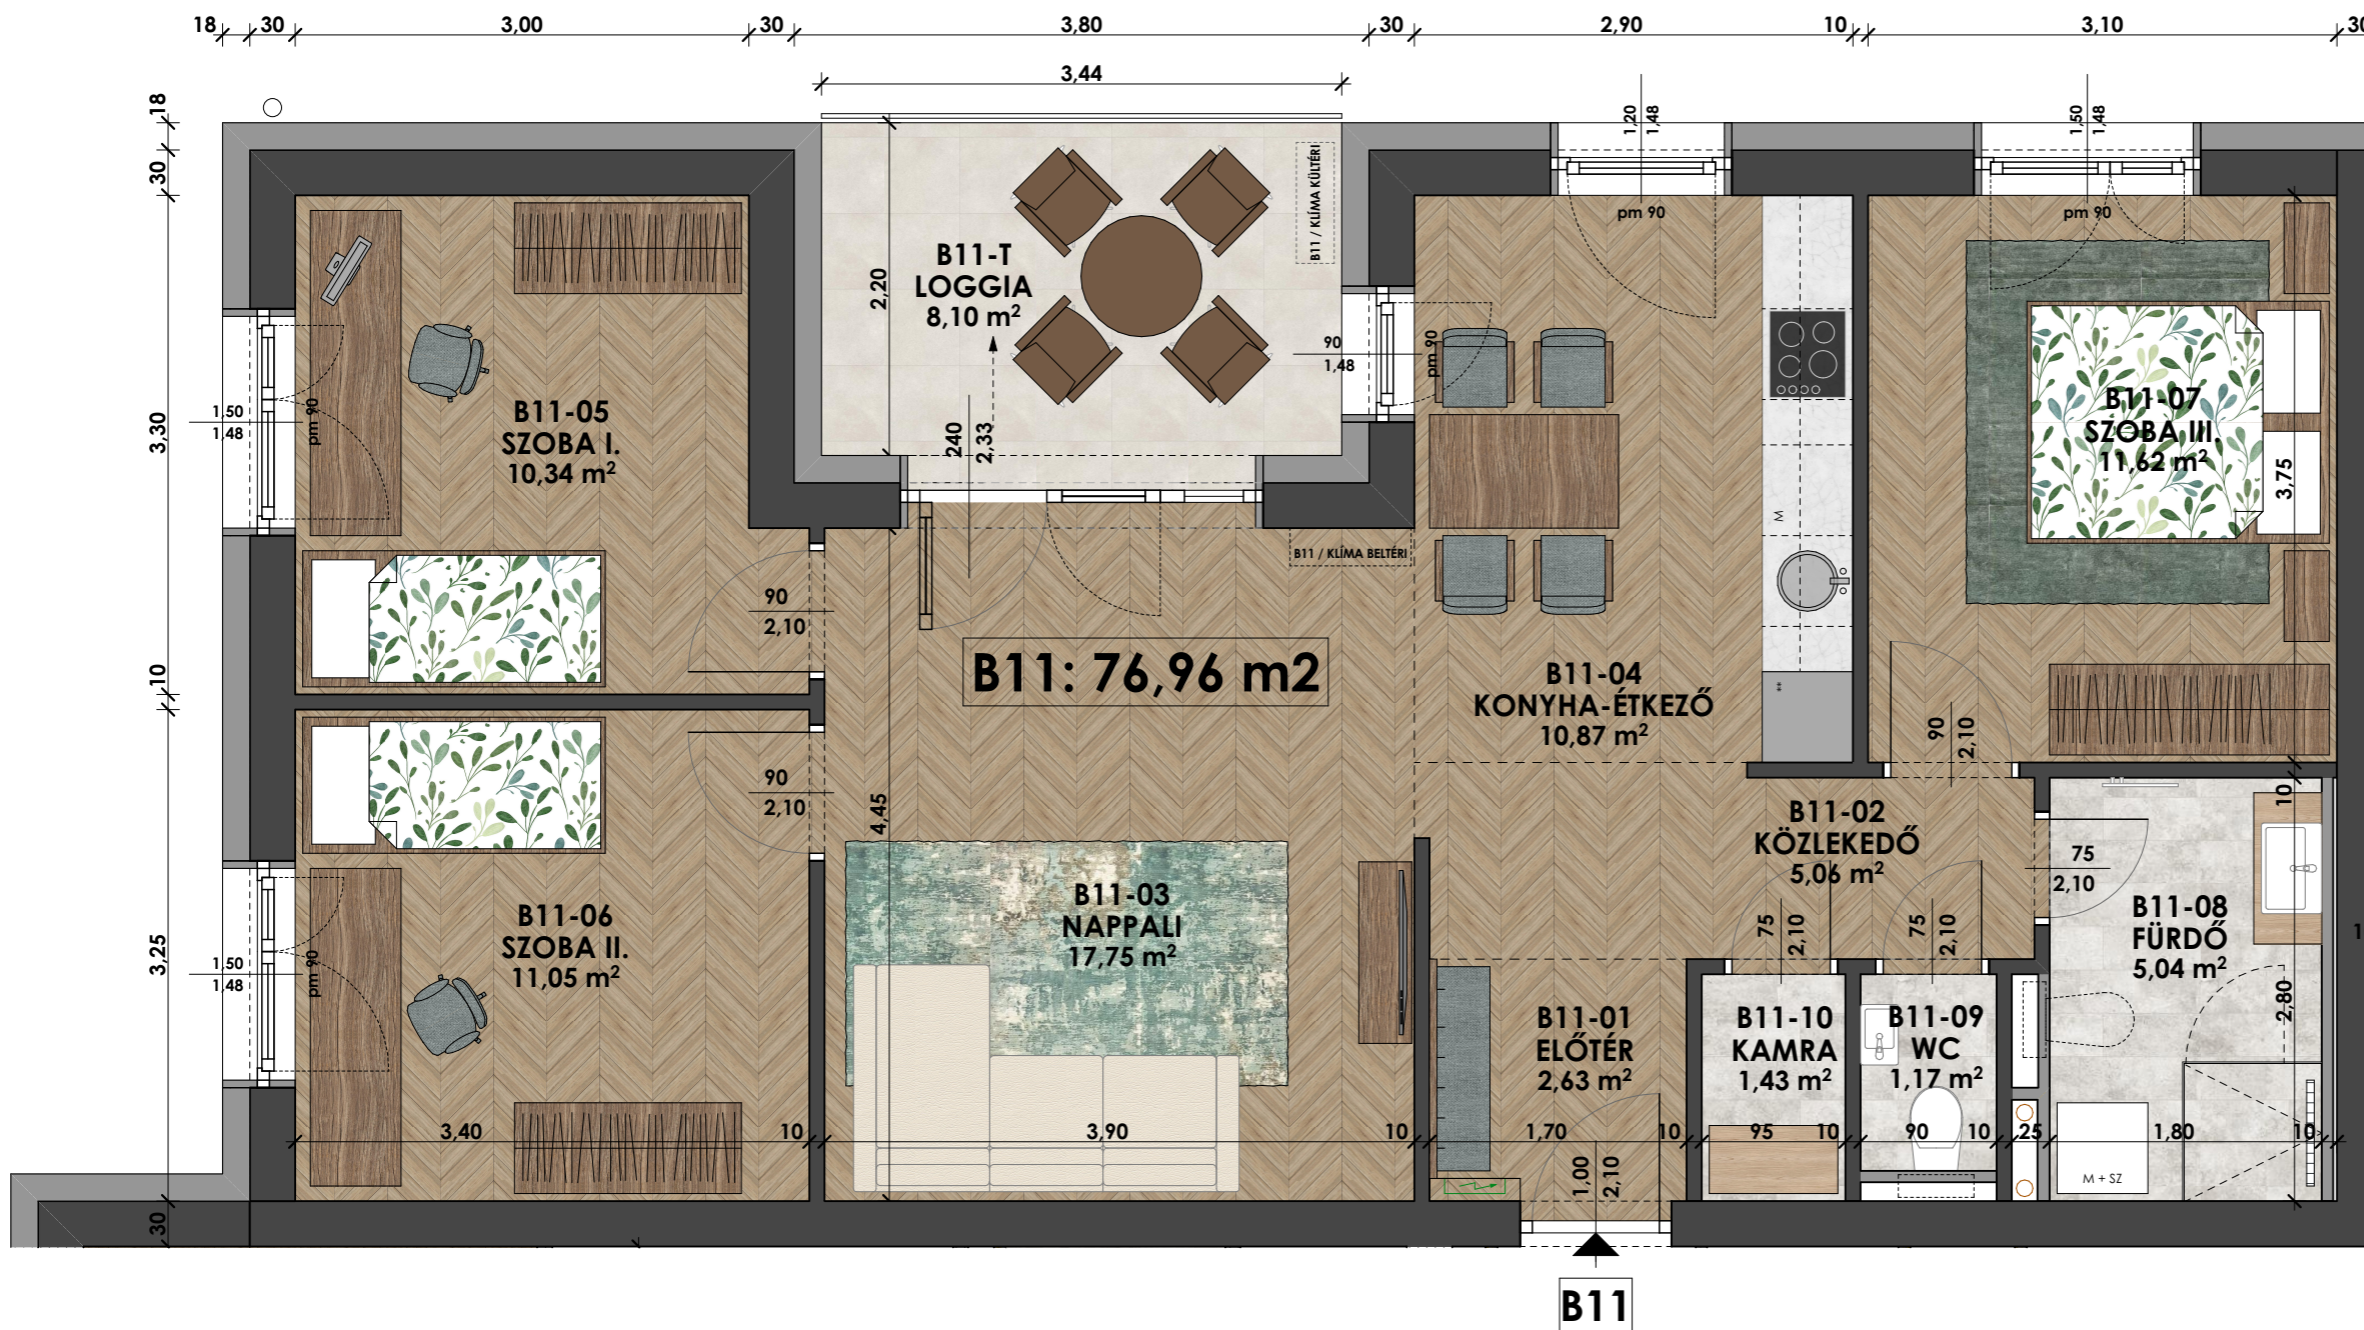 18 30 3,00 30 3,80 30 2,90 10 3,10 30
3,44
18
30
3,30
10
3,25
30
1,20
1,48
1,50
1,48
pm 90
pm 90
B11-T
LOGGIA
8,10 m²
2,20
B11 / KLÍMA KÜLTÉRI
90
1,48
pm 90
240
2,33
B11-05
SZOBA I.
10,34 m²
1,50
1,48
pm 90
B11-07
SZOBA III.
11,62 m²
3,75
M
B11 / KLÍMA BELTÉRI
90
2,10
B11: 76,96 m2
B11-04
KONYHA-ÉTKEZŐ
10,87 m²
**
90
2,10
90
2,10
4,45
B11-02
KÖZLEKEDŐ
5,06 m²
10
75
2,10
B11-03
NAPPALI
17,75 m²
B11-06
SZOBA II.
11,05 m²
1,50
1,48
pm 90
75
2,10
75
2,10
B11-08
FÜRDŐ
5,04 m²
1
2,80
B11-01
ELŐTÉR
2,63 m²
B11-10
KAMRA
1,43 m²
B11-09
WC
1,17 m²
3,40 10 3,90 10 1,70 10 95 10 90 10 25 1,80 10
1,00
2,10
M + SZ
B11